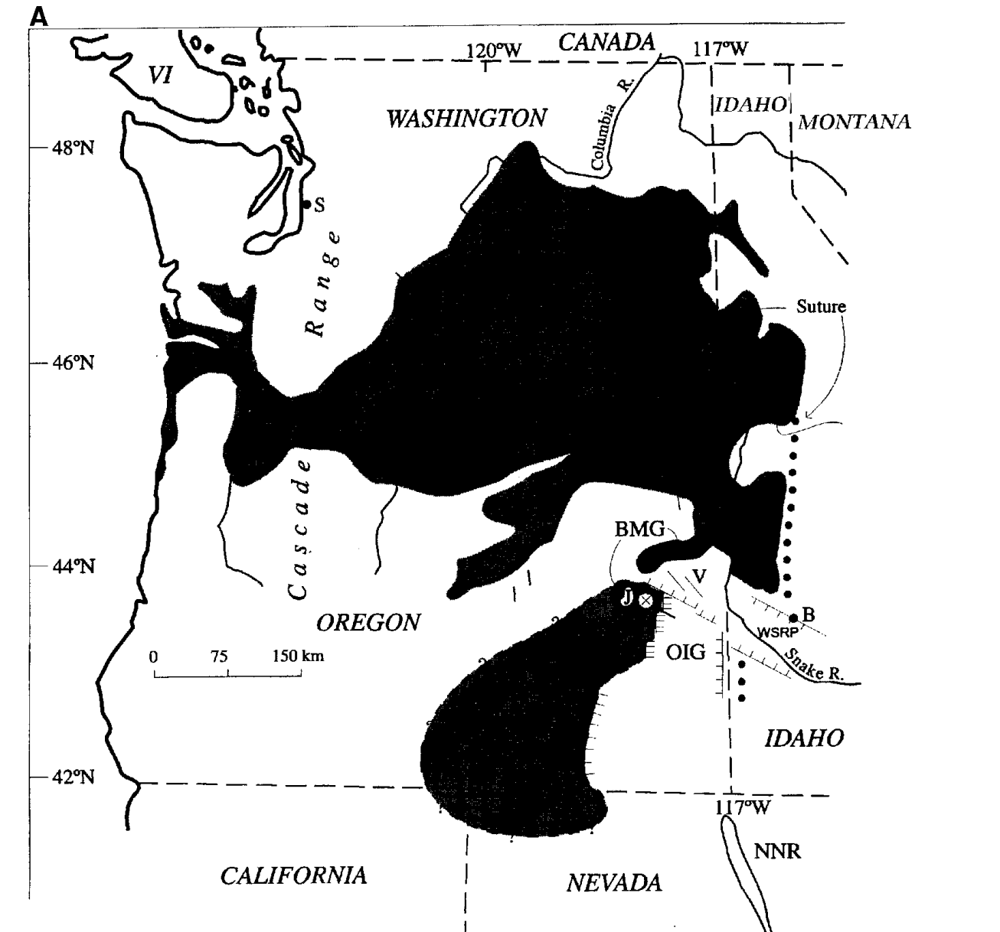 A
CANADA
120°W
117°W
VI
Columbia R.
IDAHO
WASHINGTON
MONTANA
48°N
S
Range
Suture
46°N
Cascade
BMG
44°N
V
J
B
OREGON
WSRP
0 75 150 km
OIG
Snake R.
IDAHO
42°N
117°W
NNR
CALIFORNIA
NEVADA